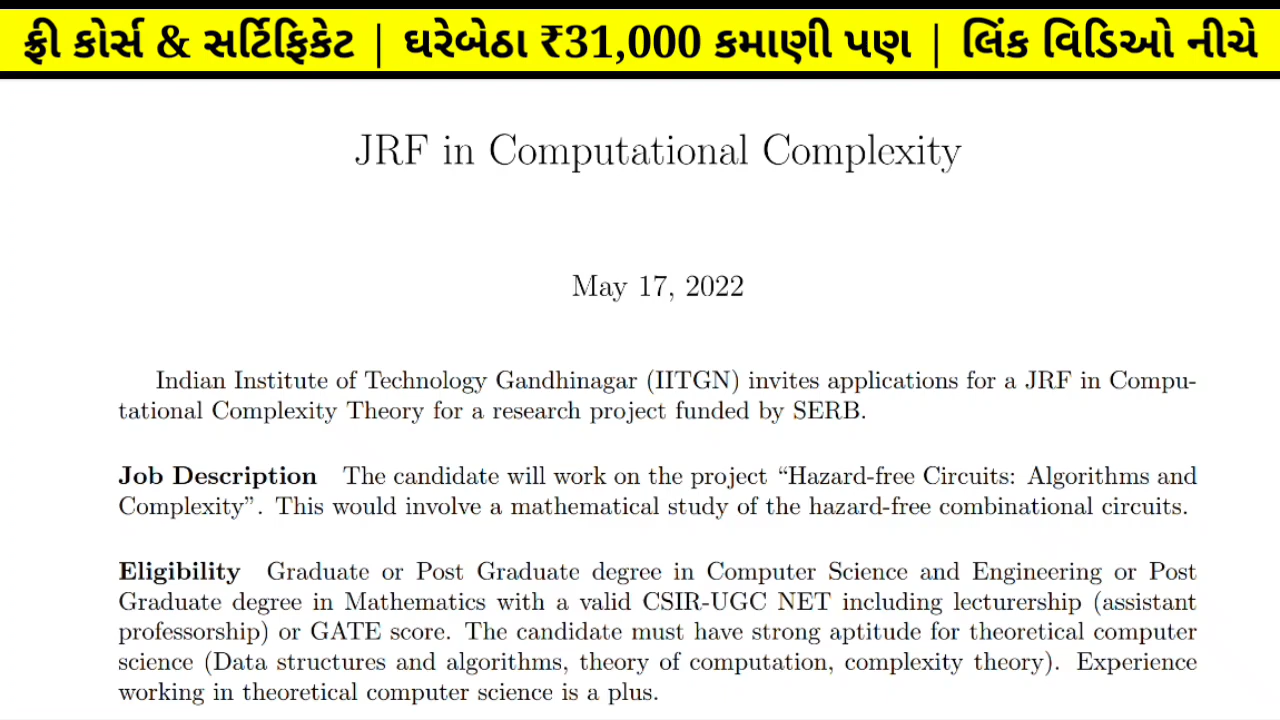 ફ્રી કોર્સ & સર્ટિફિકેટ | ઘરેબેઠા ₹31,000 કમાણી પણ | લિંક વિડિઓ નીચે
JRF in Computational Complexity
May 17, 2022
Indian Institute of Technology Gandhinagar (IITGN) invites applications for a JRF in Compu-
tational Complexity Theory for a research project funded by SERB.
Job Description The candidate will work on the project “Hazard-free Circuits: Algorithms and
Complexity”. This would involve a mathematical study of the hazard-free combinational circuits.
Eligibility Graduate or Post Graduate degree in Computer Science and Engineering or Post
Graduate degree in Mathematics with a valid CSIR-UGC NET including lecturership (assistant
professorship) or GATE score. The candidate must have strong aptitude for theoretical computer
science (Data structures and algorithms, theory of computation, complexity theory). Experience
working in theoretical computer science is a plus.